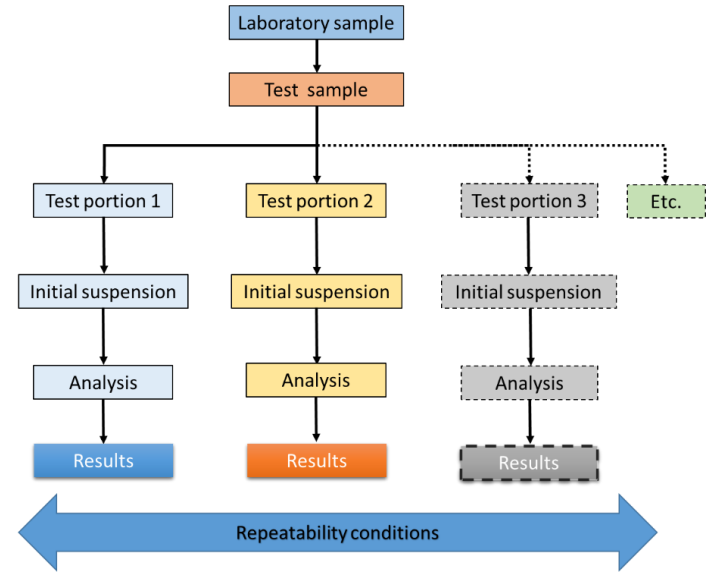 Laboratory sample
Test sample
Test portion 1
Test portion 2
Test portion 3
Etc.
Initial suspension
Initial suspension
Initial suspension
Analysis
Analysis
Analysis
Results
Results
Results
Repeatability conditions